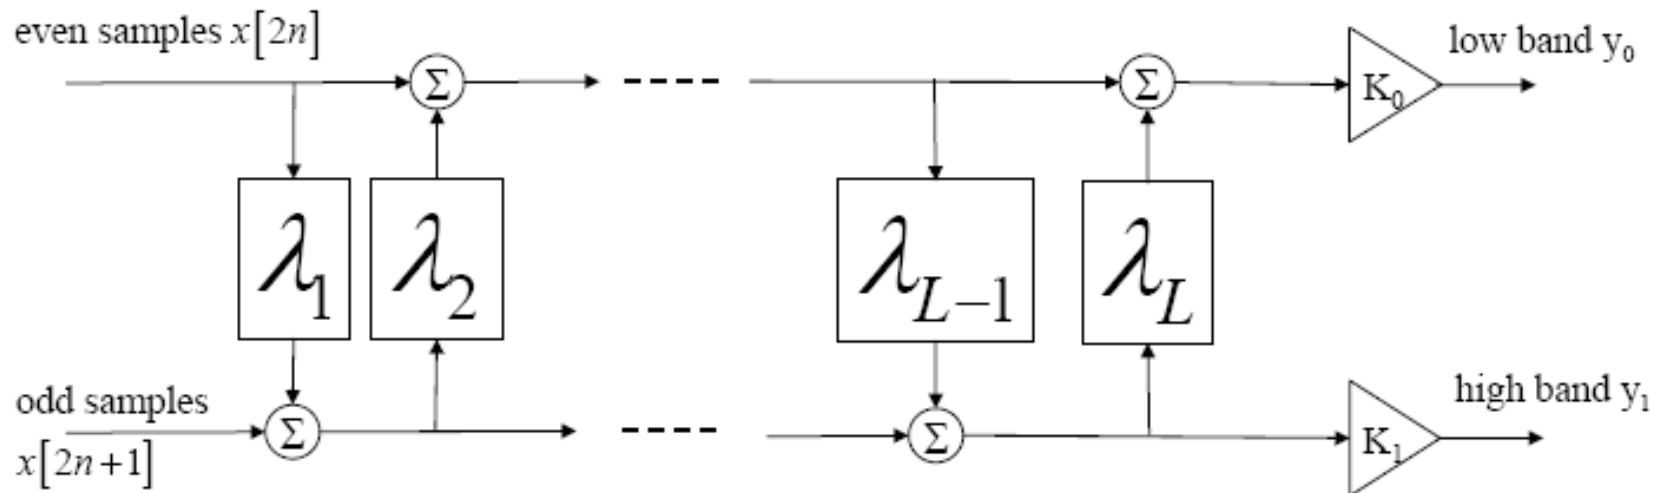 even samples x[2n]
low band y₀
Σ
Σ
K₀
λ₁
λ₂
λ_{L-1}
λ_L
odd samples
x[2n+1]
Σ
Σ
K₁
high band y₁